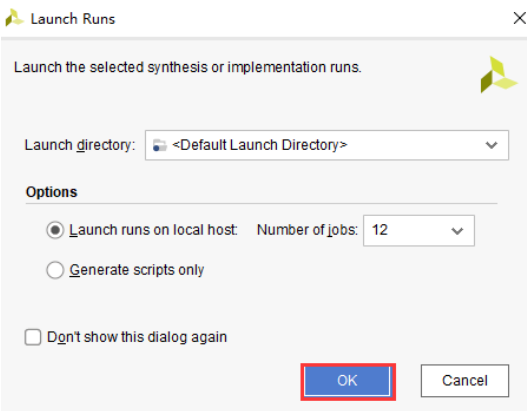 Launch Runs
Launch the selected synthesis or implementation runs.
Launch directory: <Default Launch Directory>
Options
Launch runs on local host: Number of jobs: 12
Generate scripts only
Don't show this dialog again
OK Cancel